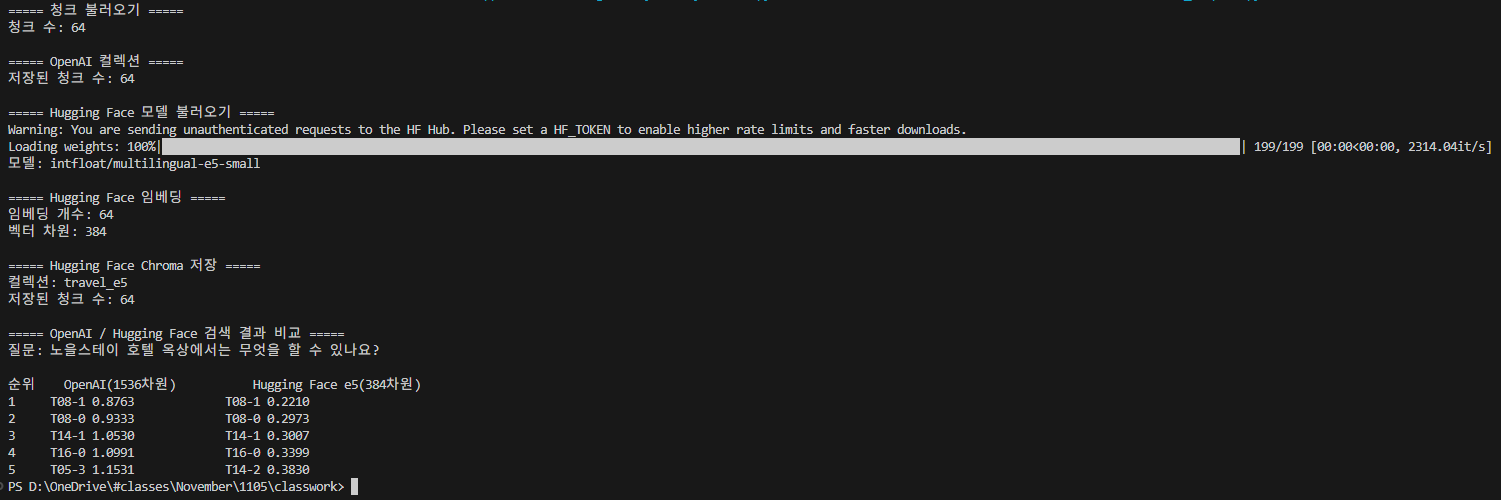 ===== 청크 불러오기 =====
청크 수: 64
===== OpenAI 컬렉션 =====
저장된 청크 수: 64
===== Hugging Face 모델 불러오기 =====
Warning: You are sending unauthenticated requests to the HF Hub. Please set a HF_TOKEN to enable higher rate limits and faster downloads.
Loading weights: 100%|| 199/199 [00:00<00:00, 2314.04it/s]
모델: intfloat/multilingual-e5-small
===== Hugging Face 임베딩 =====
임베딩 개수: 64
벡터 차원: 384
===== Hugging Face Chroma 저장 =====
컬렉션: travel_e5
저장된 청크 수: 64
===== OpenAI / Hugging Face 검색 결과 비교 =====
질문: 노을스테이 호텔 옥상에서는 무엇을 할 수 있나요?
순위 OpenAI(1536차원) Hugging Face e5(384차원)
1 T08-1 0.8763 T08-1 0.2210
2 T08-0 0.9333 T08-0 0.2973
3 T14-1 1.0530 T14-1 0.3007
4 T16-0 1.0991 T16-0 0.3399
5 T05-3 1.1531 T14-2 0.3830
PS D:\OneDrive\#classes\November\1105\classwork>